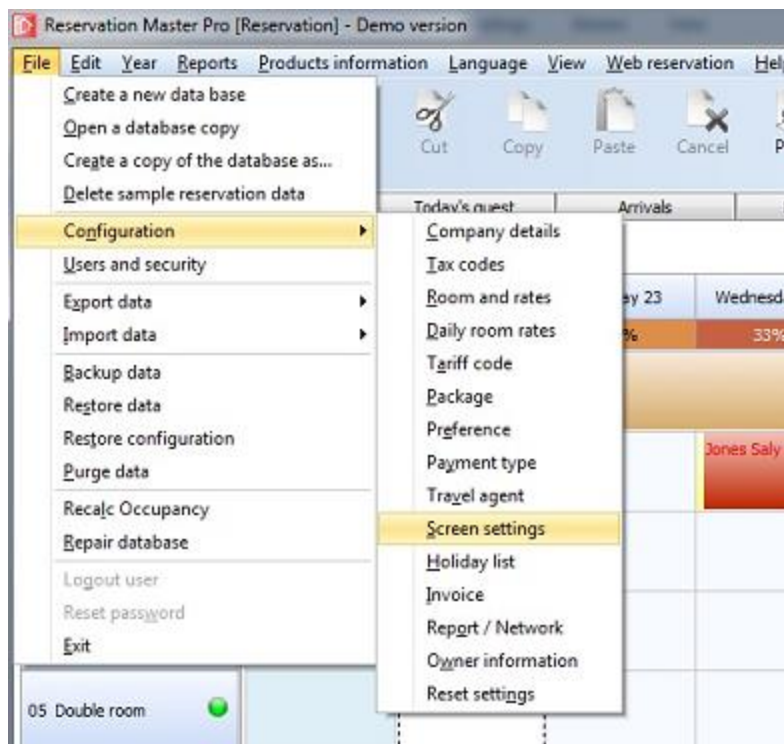 Reservation Master Pro [Reservation] - Demo version
File Edit Year Reports Products information Language View Web reservation
Create a new data base
Open a database copy
Create a copy of the database as...
Delete sample reservation data
Configuration
Users and security
Export data
Import data
Backup data
Restore data
Restore configuration
Purge data
Recalc Occupancy
Repair database
Logout user
Reset password
Exit
Cut Copy Paste Cancel
Today's guest Arrivals
Company details
Tax codes
Room and rates
Daily room rates
Tariff code
Package
Preference
Payment type
Travel agent
Screen settings
Holiday list
Invoice
Report / Network
Owner information
Reset settings
23
33%
Jones Saly
05 Double room